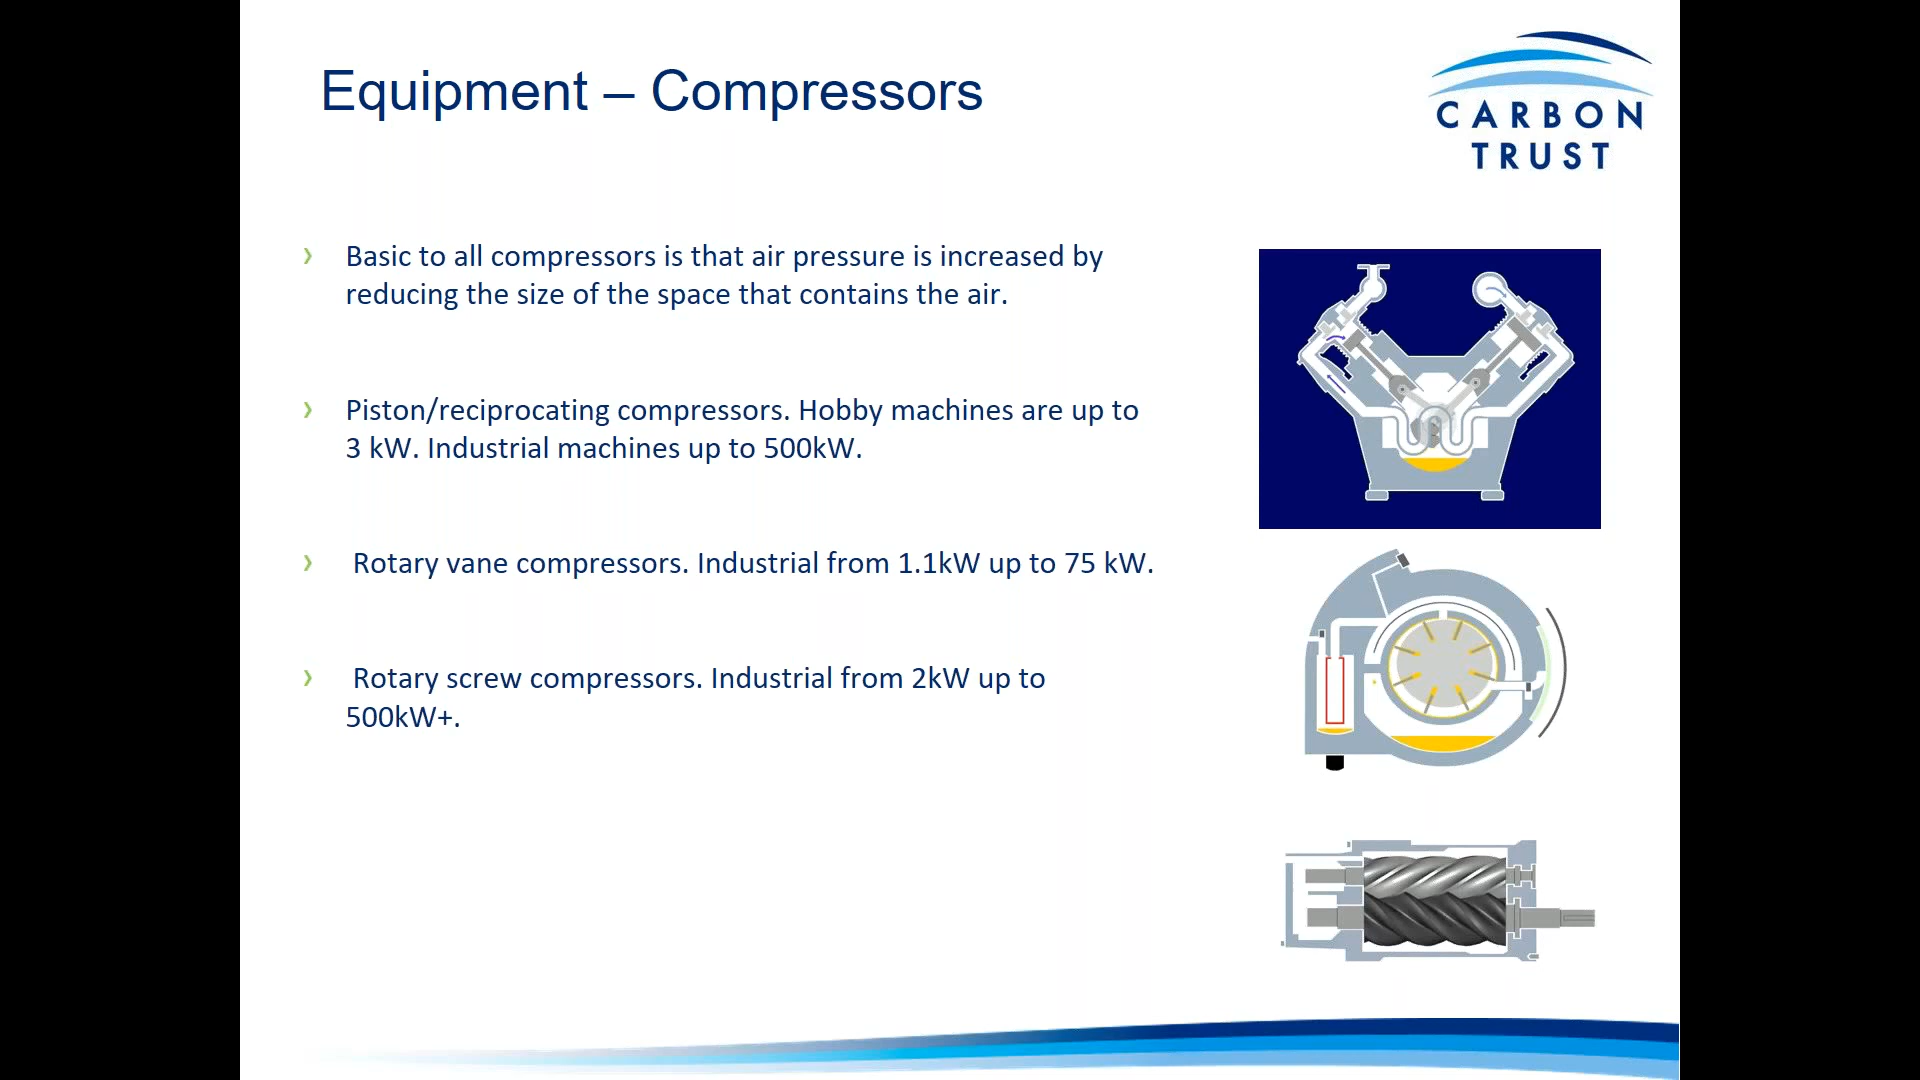 Equipment – Compressors
CARBON
TRUST
› Basic to all compressors is that air pressure is increased by
reducing the size of the space that contains the air.
› Piston/reciprocating compressors. Hobby machines are up to
3 kW. Industrial machines up to 500kW.
› Rotary vane compressors. Industrial from 1.1kW up to 75 kW.
› Rotary screw compressors. Industrial from 2kW up to
500kW+.